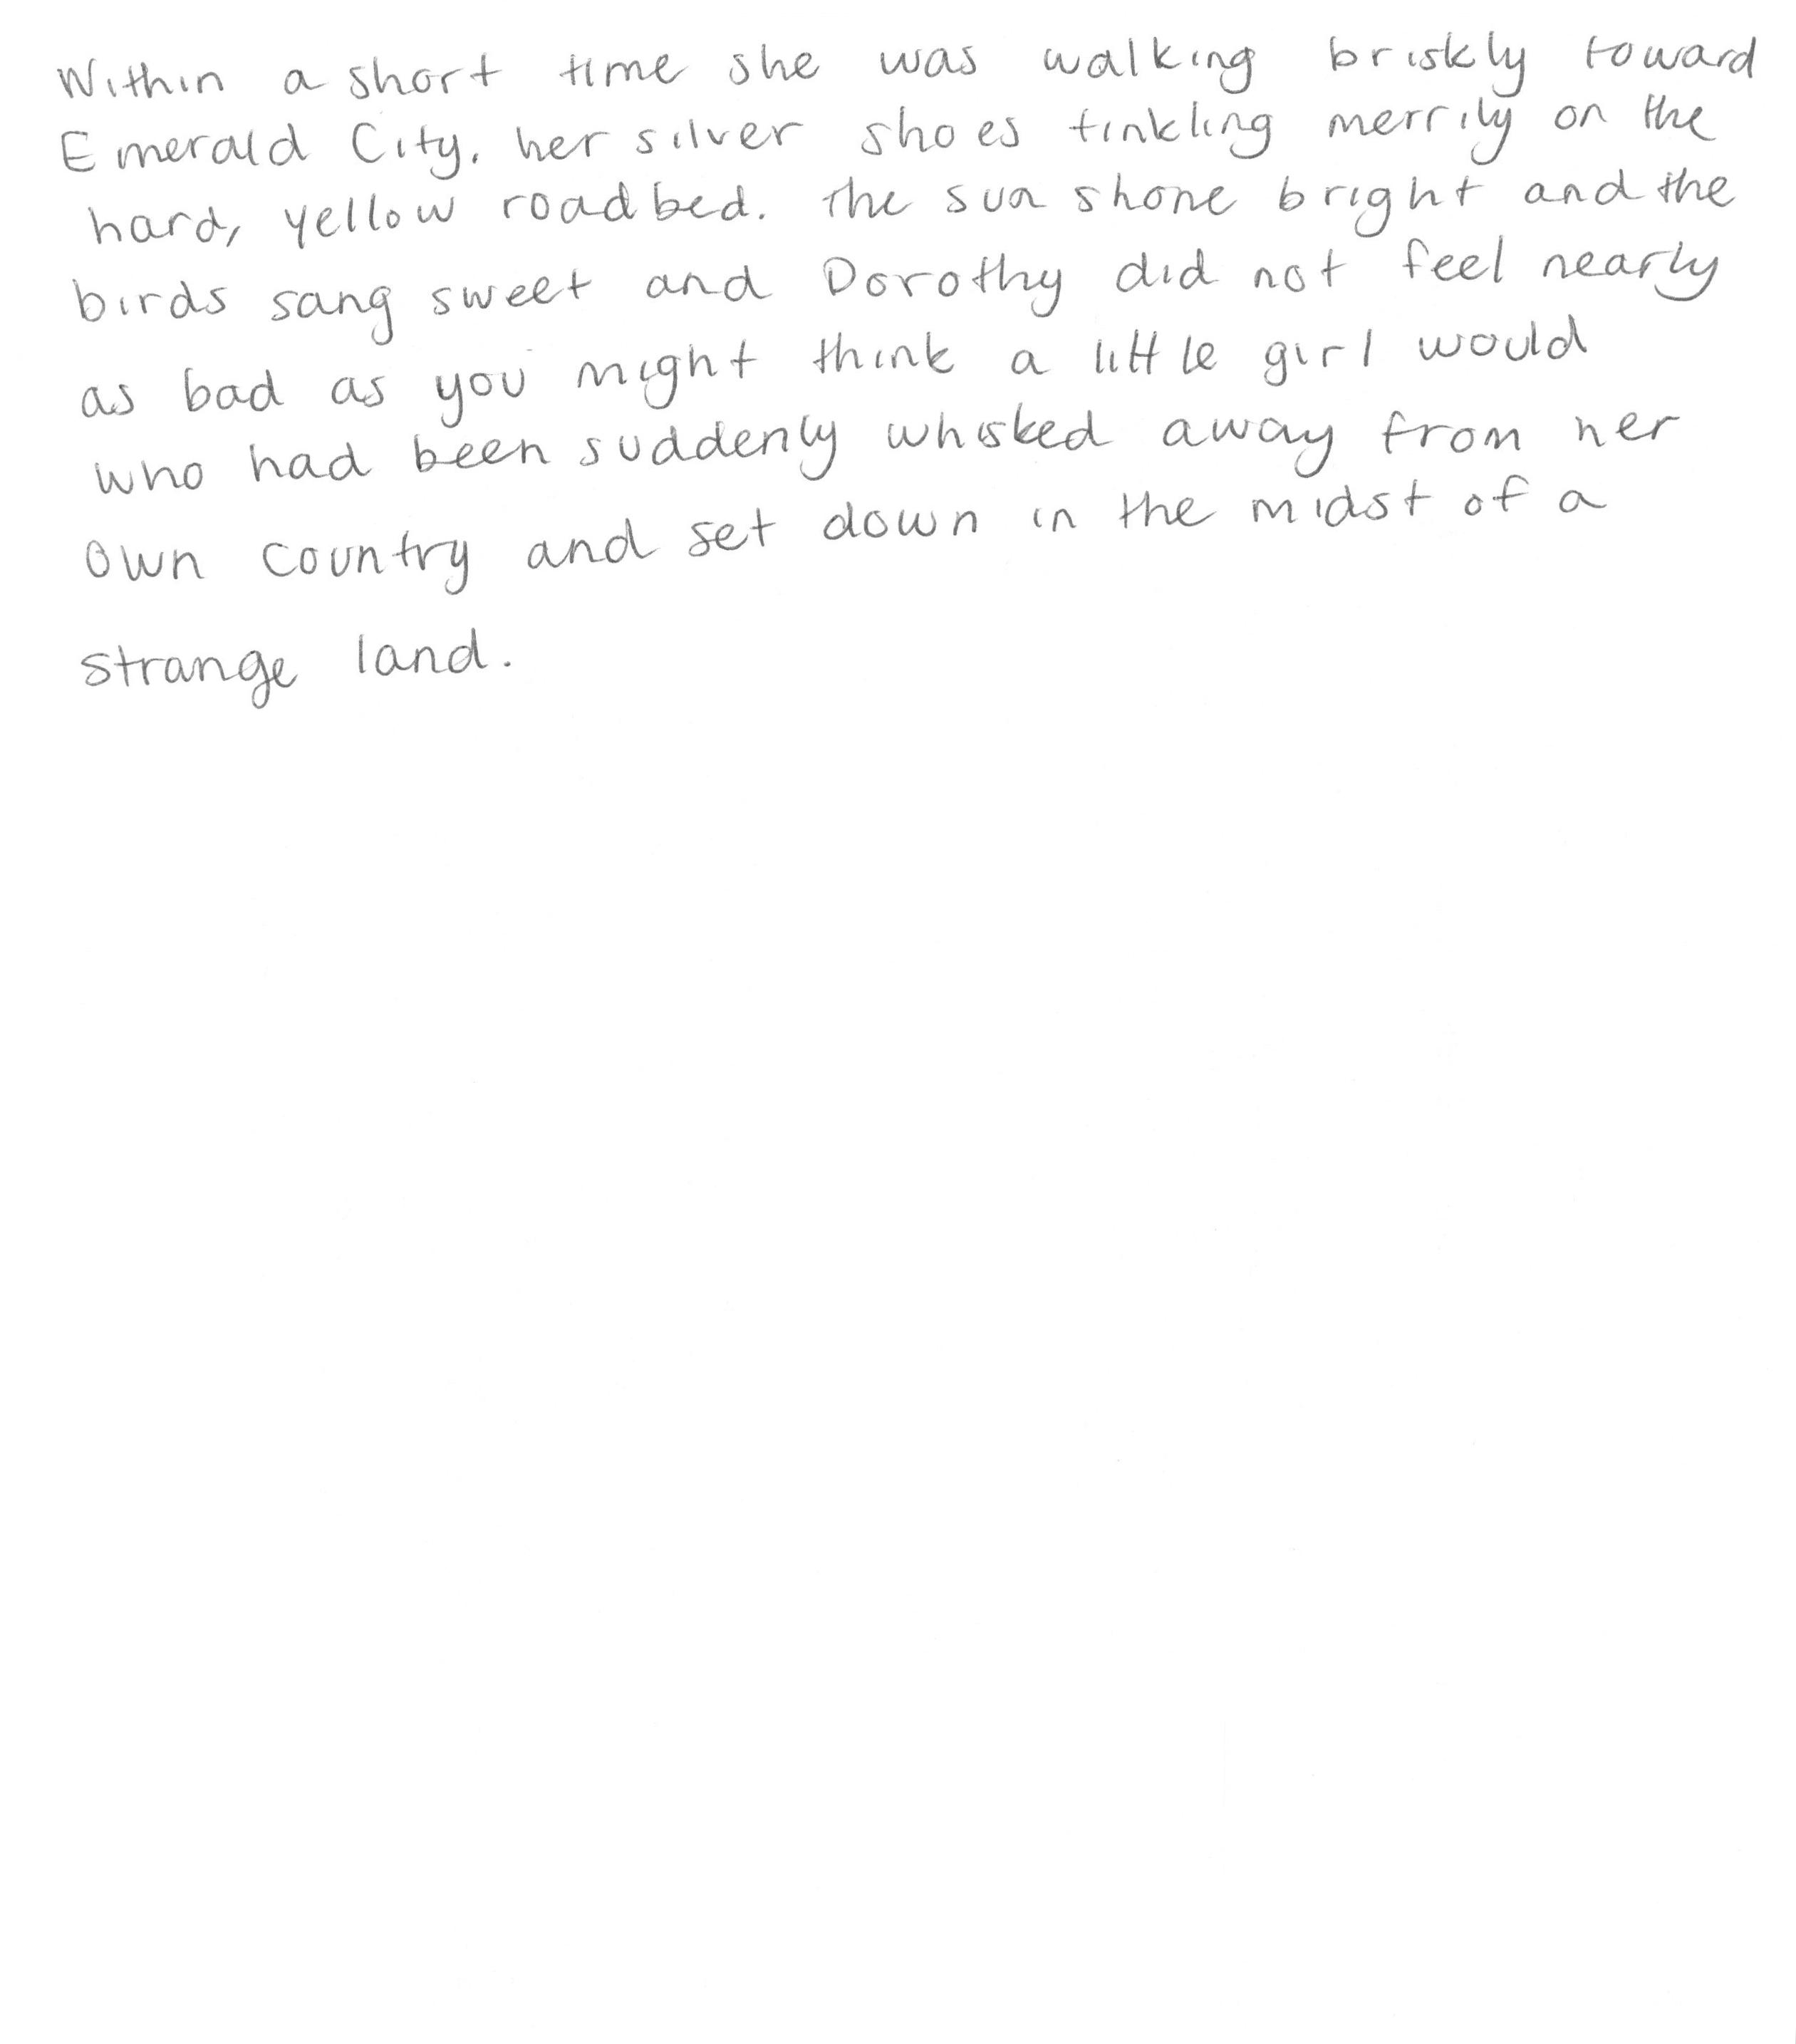 Within a short time she was walking briskly toward
Emerald City, her silver shoes tinkling merrily on the
hard, yellow roadbed. The sun shone bright and the
birds sang sweet and Dorothy did not feel nearly
as bad as you might think a little girl would
who had been suddenly whisked away from her
own country and set down in the midst of a
strange land.